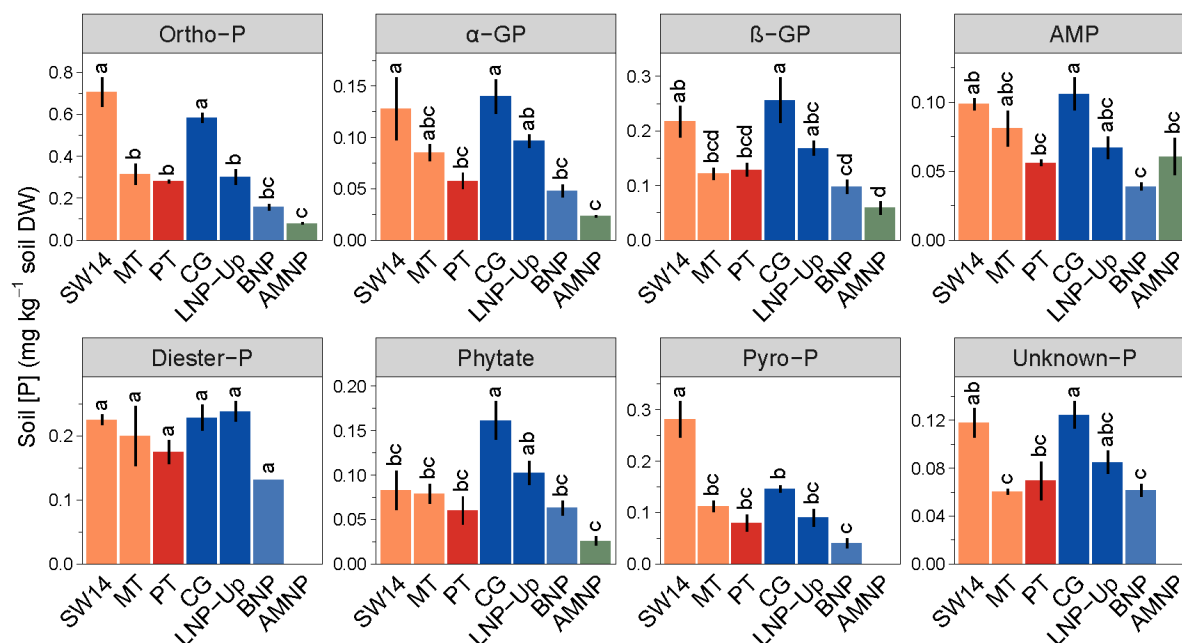 Ortho−P
α−GP
ß−GP
AMP
Soil [P] (mg kg⁻¹ soil DW)
0.8
0.6
0.4
0.2
0.0
a
b
b
a
b
bc
c
SW14
MT
PT
CG
LNP−Up
BNP
AMNP
0.15
0.10
0.05
0.00
a
abc
bc
a
ab
bc
c
SW14
MT
PT
CG
LNP−Up
BNP
AMNP
0.3
0.2
0.1
0.0
ab
bcd
bcd
a
abc
cd
d
SW14
MT
PT
CG
LNP−Up
BNP
AMNP
0.10
0.05
0.00
ab
abc
bc
a
ab
c
bc
SW14
MT
PT
CG
LNP−Up
BNP
AMNP
Diester−P
Phytate
Pyro−P
Unknown−P
0.2
0.1
0.0
a
a
a
a
a
a
SW14
MT
PT
CG
LNP−Up
BNP
AMNP
0.20
0.15
0.10
0.05
0.00
bc
bc
bc
a
ab
bc
c
SW14
MT
PT
CG
LNP−Up
BNP
AMNP
0.3
0.2
0.1
0.0
a
bc
bc
b
bc
c
SW14
MT
PT
CG
LNP−Up
BNP
AMNP
0.12
0.08
0.04
0.00
ab
c
bc
a
abc
c
SW14
MT
PT
CG
LNP−Up
BNP
AMNP